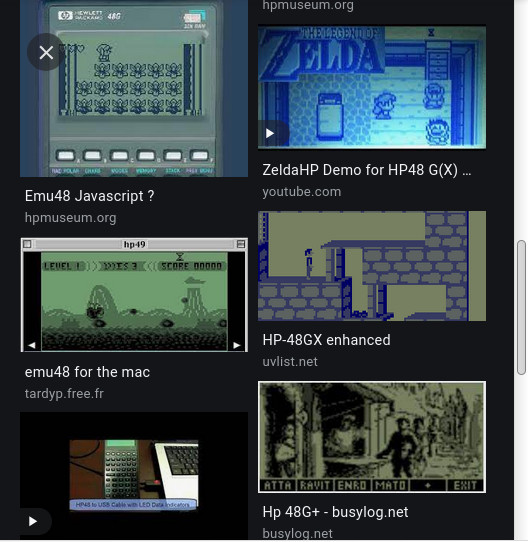 HEWLETT
PACKARD 48G
32K RAM
Emu48 Javascript ?
hpmuseum.org
hp49
LEVEL 1
SCORE 00000
emu48 for the mac
tardyp.free.fr
HP48 to USB Cable with LED Data Indicators
hpmuseum.org
THE LEGEND OF
ZELDA
X
ZeldaHP Demo for HP48 G(X) ...
youtube.com
HP-48GX enhanced
uvlist.net
ATTA RAVIT ENRO MATO + EXIT
Hp 48G+ - busylog.net
busylog.net